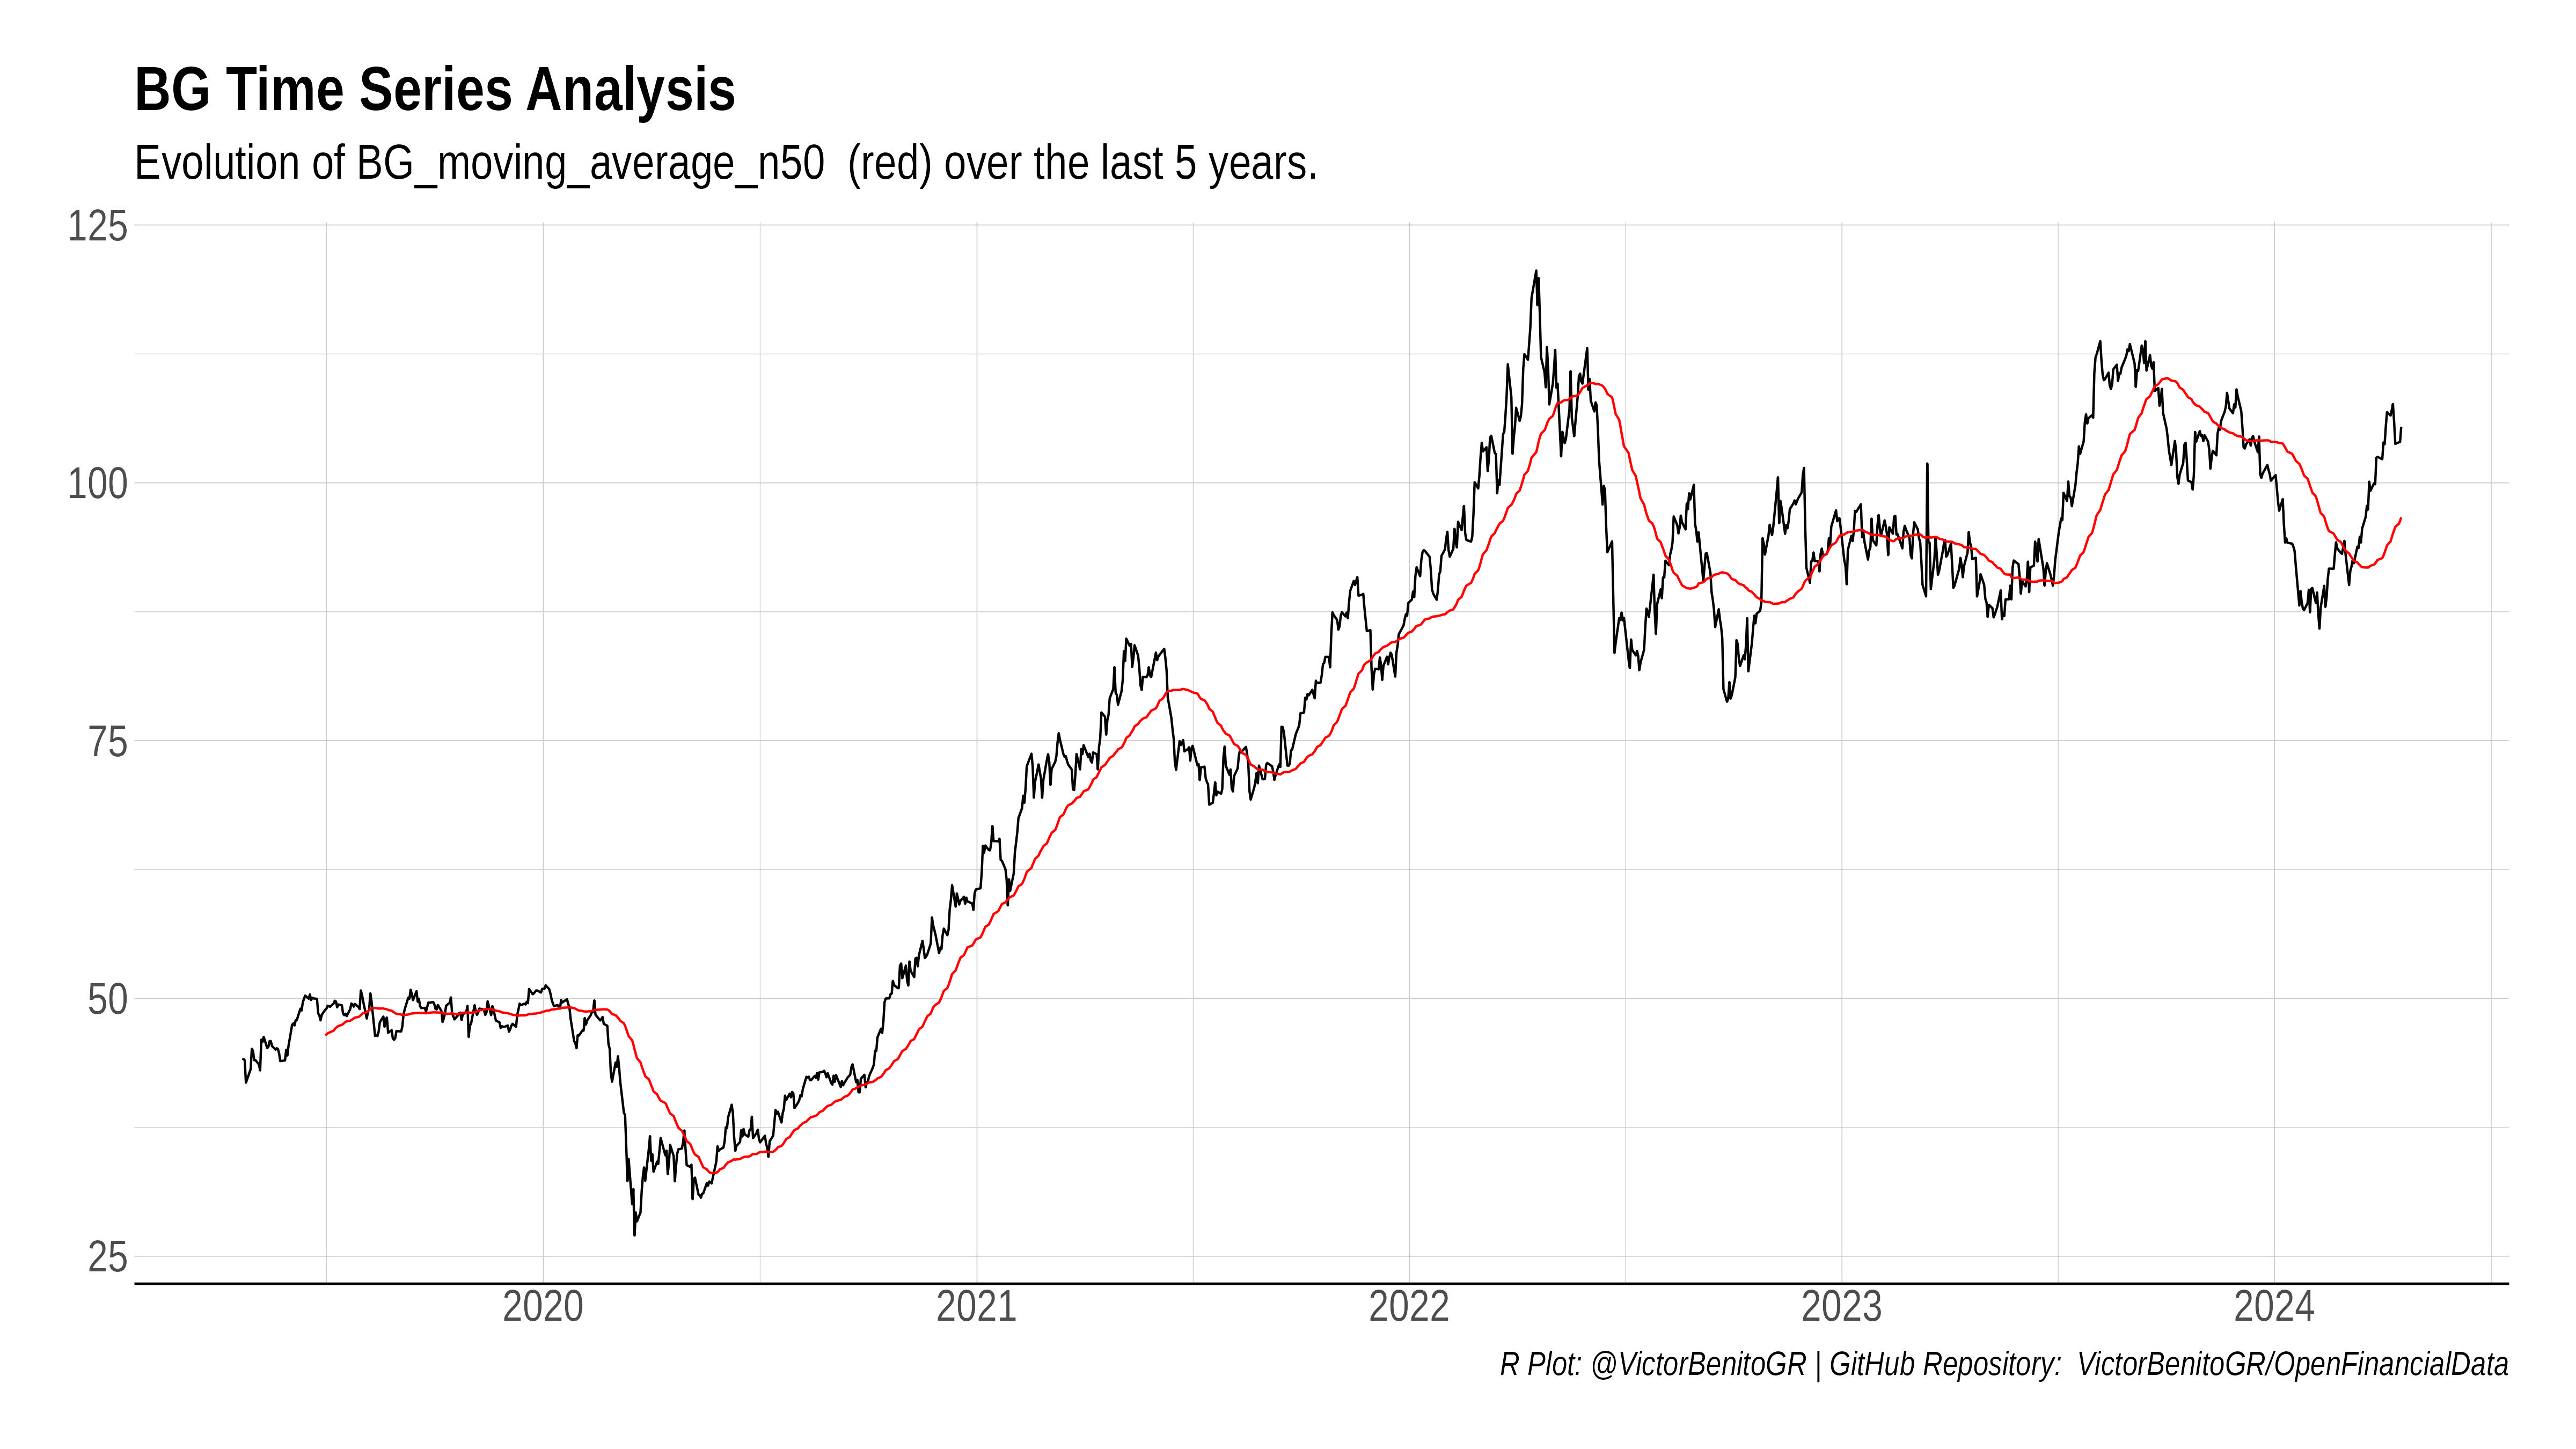 BG Time Series Analysis
Evolution of BG_moving_average_n50  (red) over the last 5 years.
125
100
75
50
25
2020 2021 2022 2023 2024
R Plot: @VictorBenitoGR | GitHub Repository:  VictorBenitoGR/OpenFinancialData